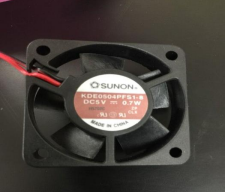 SUNON
KDE0504PFS1-8
DC5V ⎓ 0.7W
MADE IN CHINA